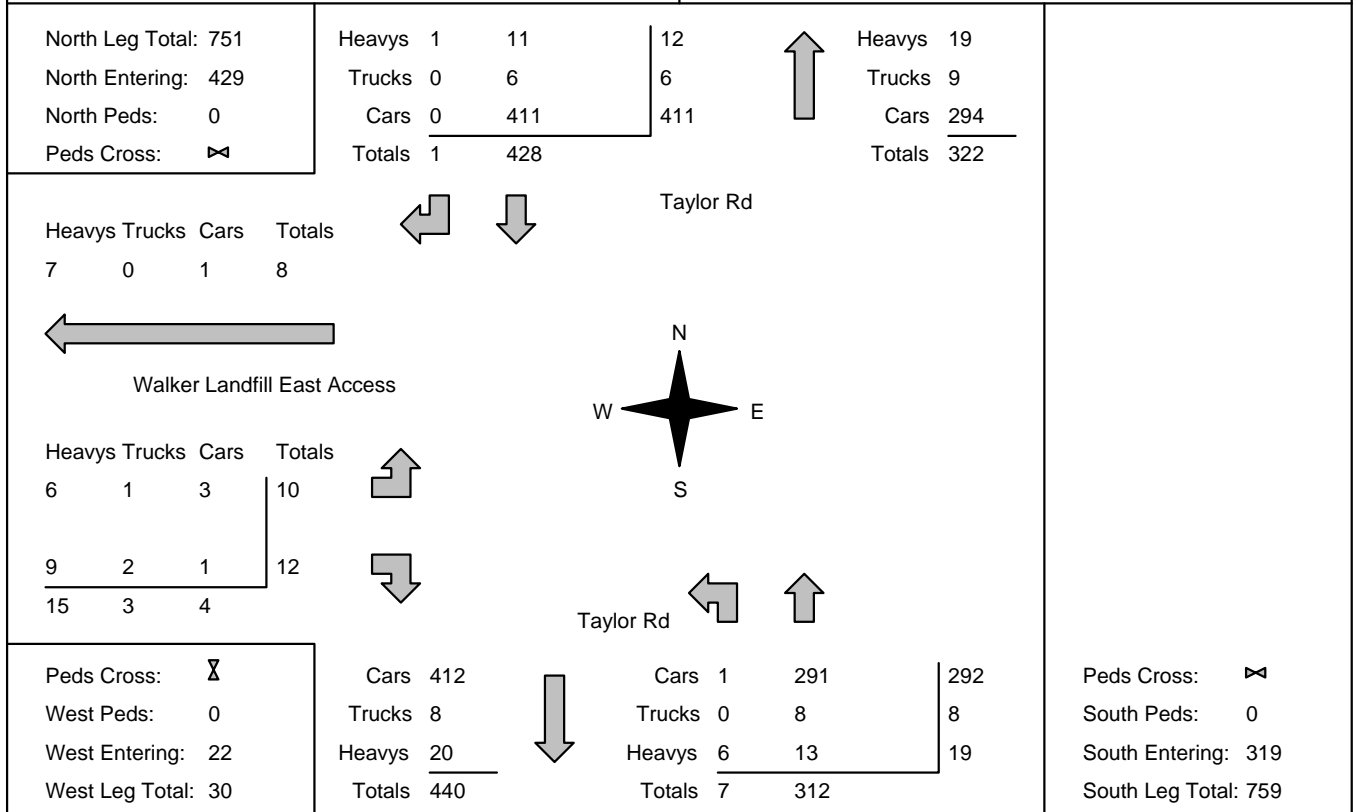 North Leg Total: 751 Heavys 1 11 12 Heavys 19
North Entering: 429 Trucks 0 6 6 Trucks 9
North Peds: 0 Cars 0 411 411 Cars 294
Peds Cross: Totals 1 428 Totals 322
Taylor Rd
Heavys Trucks Cars Totals
7 0 1 8
N
Walker Landfill East Access
W E
Heavys Trucks Cars Totals
6 1 3 10
S
9 2 1 12
15 3 4
Taylor Rd
Peds Cross: Cars 412 Cars 1 291 292 Peds Cross:
West Peds: 0 Trucks 8 Trucks 0 8 8 South Peds: 0
West Entering: 22 Heavys 20 Heavys 6 13 19 South Entering: 319
West Leg Total: 30 Totals 440 Totals 7 312 South Leg Total: 759